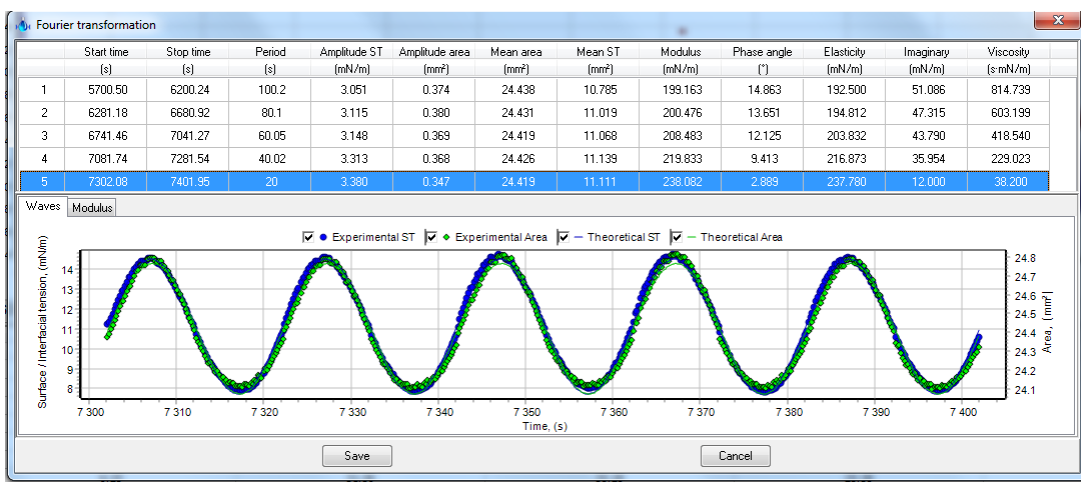 Fourier transformation
Start time Stop time Period Amplitude ST Amplitude area Mean area Mean ST Modulus Phase angle Elasticity Imaginary Viscosity
(s) (s) (s) (mN/m) (mm²) (mm²) (mm²) (mN/m) (°) (mN/m) (mN/m) (s·mN/m)
1 5700.50 6200.24 100.2 3.051 0.374 24.438 10.785 199.163 14.863 192.500 51.086 814.739
2 6281.18 6680.92 80.1 3.115 0.380 24.431 11.019 200.476 13.651 194.812 47.315 603.199
3 6741.46 7041.27 60.05 3.148 0.369 24.419 11.068 208.483 12.125 203.832 43.790 418.540
4 7081.74 7281.54 40.02 3.313 0.368 24.426 11.139 219.833 9.413 216.873 35.954 229.023
5 7302.08 7401.95 20 3.380 0.347 24.419 11.111 238.082 2.889 237.780 12.000 38.200
Waves Modulus
Experimental ST Experimental Area Theoretical ST Theoretical Area
Surface / Interfacial tension, (mN/m)
14
13
12
11
10
9
8
24.8
24.7
24.6
24.5
24.4
24.3
24.2
24.1
Area, (mm²)
7 300 7 310 7 320 7 330 7 340 7 350 7 360 7 370 7 380 7 390 7 400
Time, (s)
Save Cancel